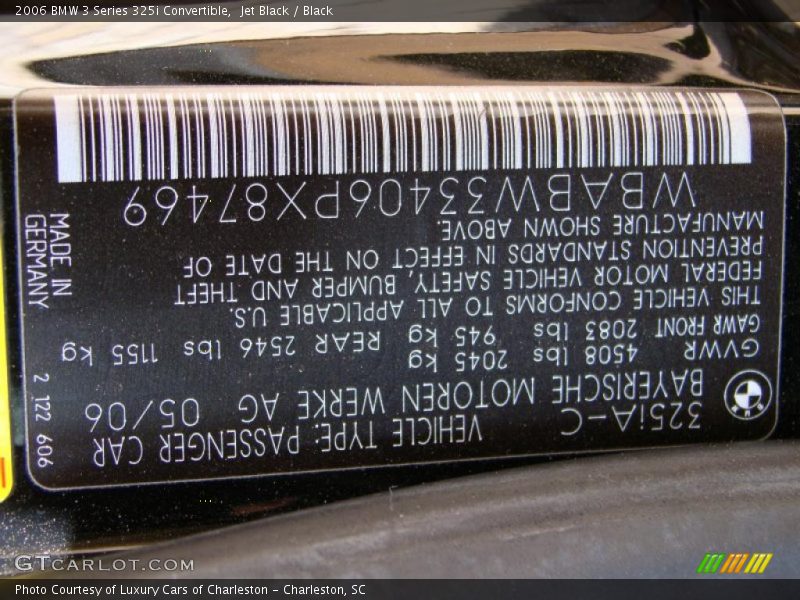 2006 BMW 3 Series 325i Convertible, Jet Black / Black
325iA-C VEHICLE TYPE: PASSENGER CAR
BAYERISCHE MOTOREN WERKE AG 05/06
GVWR 4508 lbs 2045 kg
GAWR FRONT 2083 lbs 945 kg REAR 2546 lbs 1155 kg
THIS VEHICLE CONFORMS TO ALL APPLICABLE U.S.
FEDERAL MOTOR VEHICLE SAFETY, BUMPER AND THEFT
PREVENTION STANDARDS IN EFFECT ON THE DATE OF
MANUFACTURE SHOWN ABOVE
WBABW33406PX87469
MADE IN
GERMANY
2 122 606
GTCARLOT.COM
Photo Courtesy of Luxury Cars of Charleston - Charleston, SC